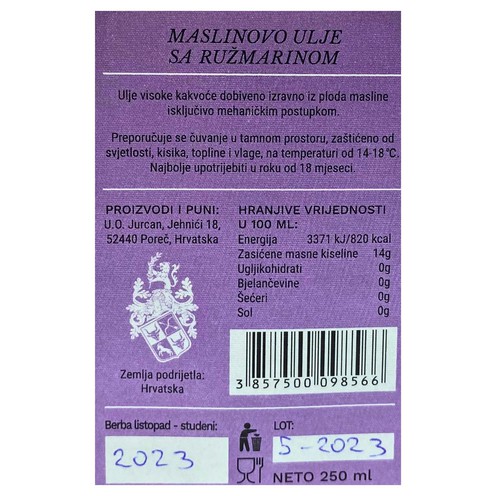 MASLINOVO ULJE
SA RUŽMARINOM
Ulje visoke kakvoće dobiveno izravno iz ploda masline
isključivo mehaničkim postupkom.
Preporučuje se čuvanje u tamnom prostoru, zaštićeno od
svjetlosti, kisika, topline i vlage, na temperaturi od 14-18°C.
Najbolje upotrijebiti u roku od 18 mjeseci.
PROIZVODI I PUNI:
U.O. Jurcan, Jehnići 18,
52440 Poreč, Hrvatska
Zemlja podrijetla:
Hrvatska
HRANJIVE VRIJEDNOSTI
U 100 ML:
Energija 3371 kJ/820 kcal
Zasićene masne kiseline 14g
Ugljikohidrati 0g
Bjelančevine 0g
Šećeri 0g
Sol 0g
3 857500 098566
Berba listopad - studeni:
2023
LOT:
5-2023
NETO 250 ml